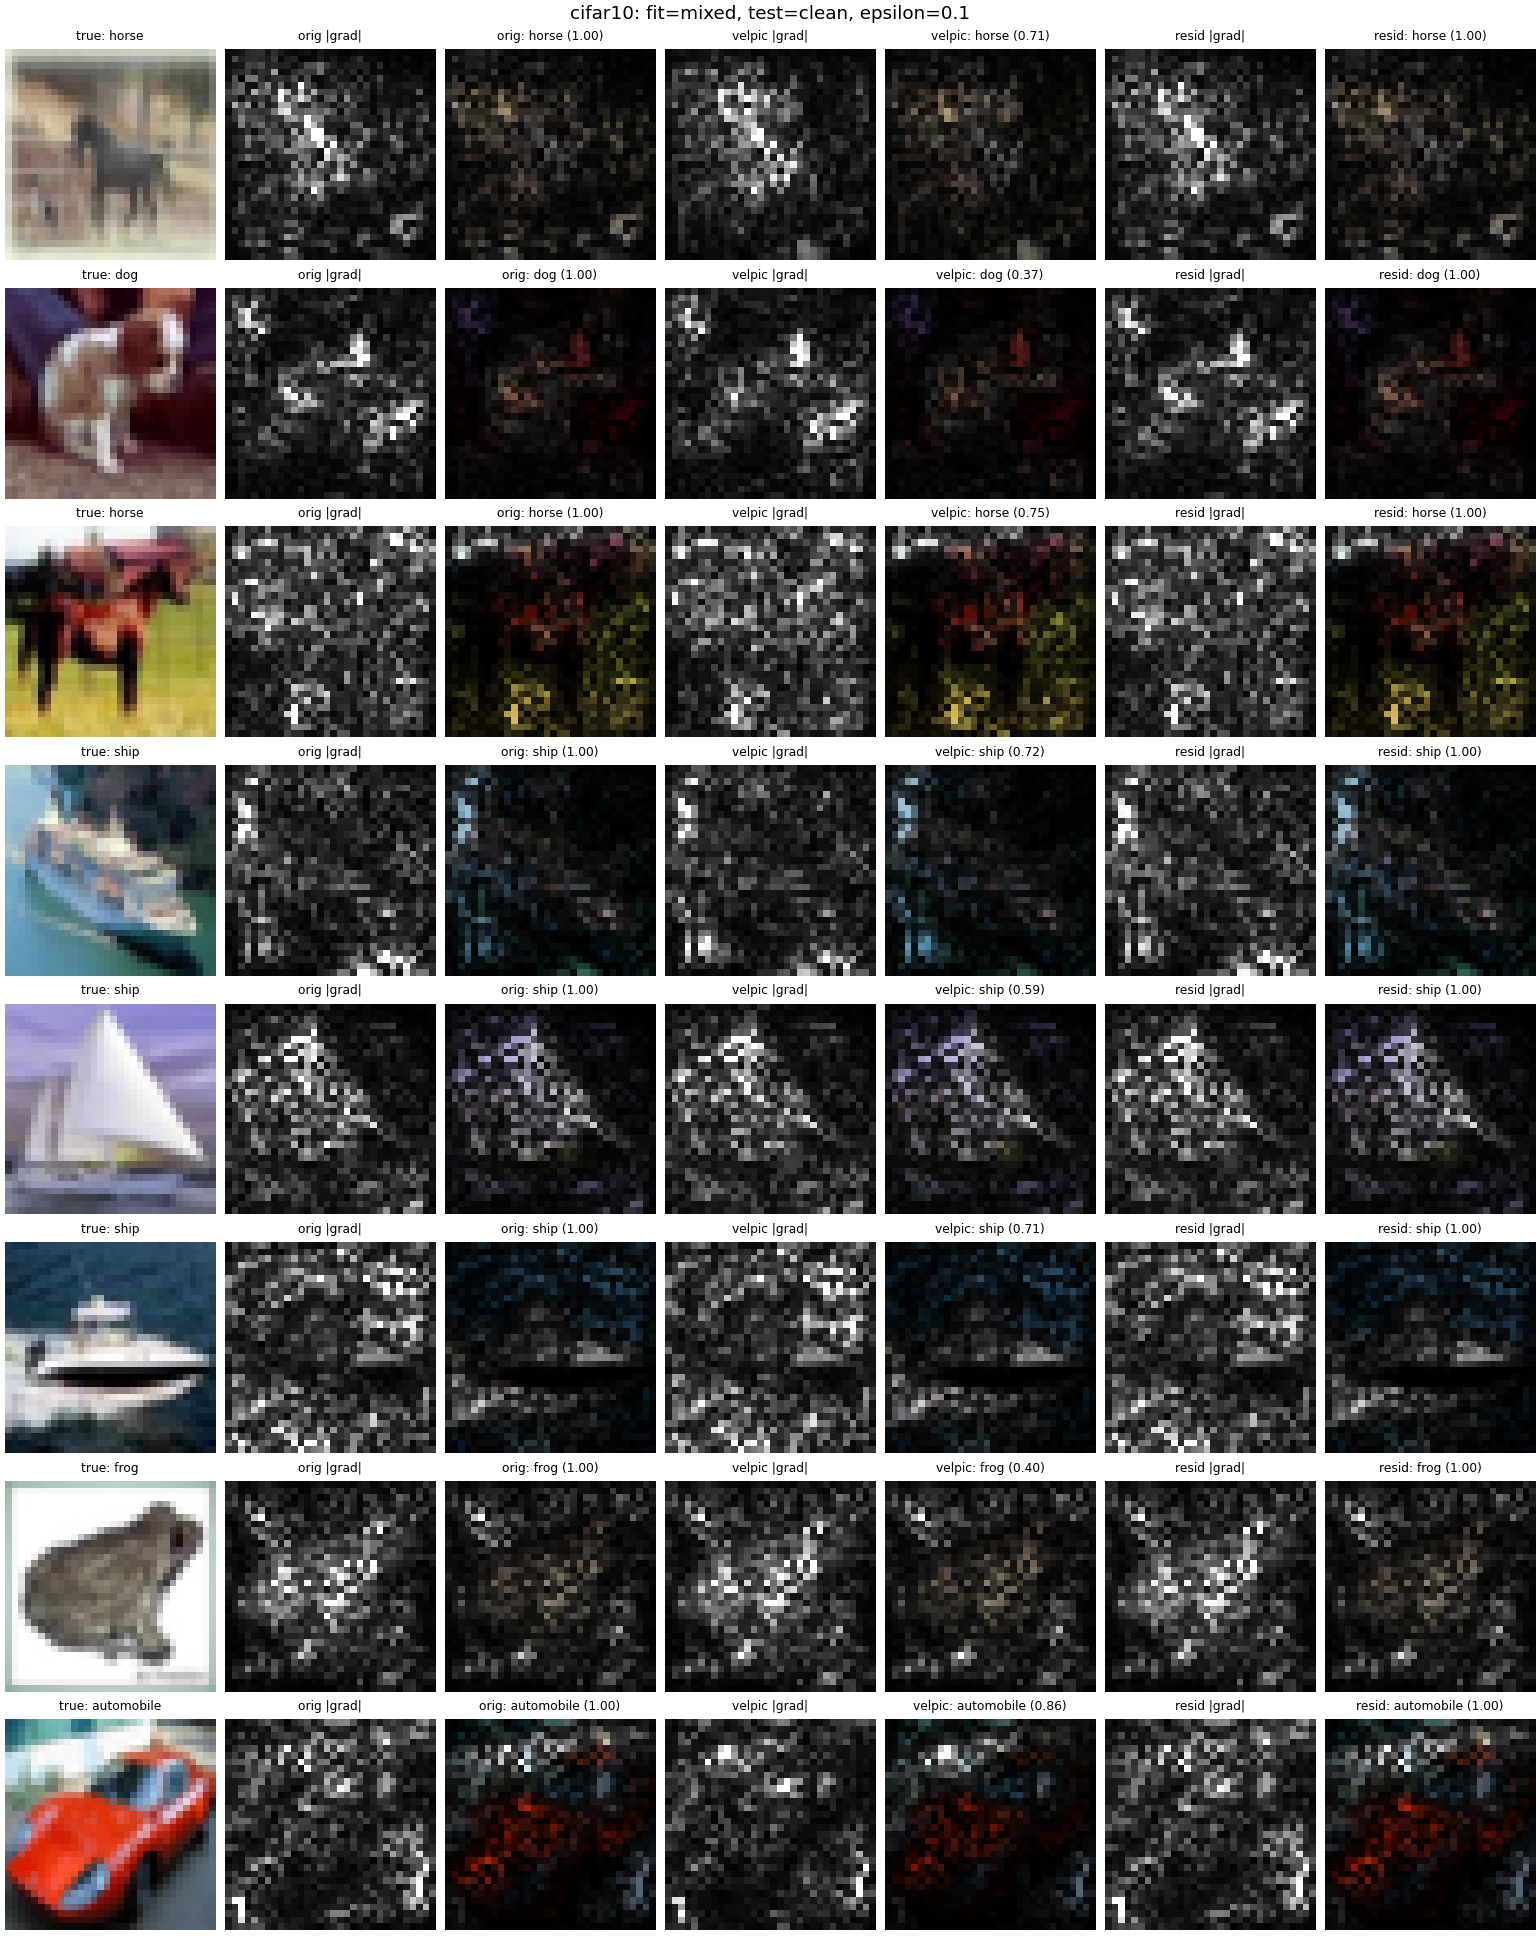 cifar10: fit=mixed, test=clean, epsilon=0.1
true: horse orig |grad| orig: horse (1.00) velpic |grad| velpic: horse (0.71) resid |grad| resid: horse (1.00)
true: dog orig |grad| orig: dog (1.00) velpic |grad| velpic: dog (0.37) resid |grad| resid: dog (1.00)
true: horse orig |grad| orig: horse (1.00) velpic |grad| velpic: horse (0.75) resid |grad| resid: horse (1.00)
true: ship orig |grad| orig: ship (1.00) velpic |grad| velpic: ship (0.72) resid |grad| resid: ship (1.00)
true: ship orig |grad| orig: ship (1.00) velpic |grad| velpic: ship (0.59) resid |grad| resid: ship (1.00)
true: ship orig |grad| orig: ship (1.00) velpic |grad| velpic: ship (0.71) resid |grad| resid: ship (1.00)
true: frog orig |grad| orig: frog (1.00) velpic |grad| velpic: frog (0.40) resid |grad| resid: frog (1.00)
true: automobile orig |grad| orig: automobile (1.00) velpic |grad| velpic: automobile (0.86) resid |grad| resid: automobile (1.00)